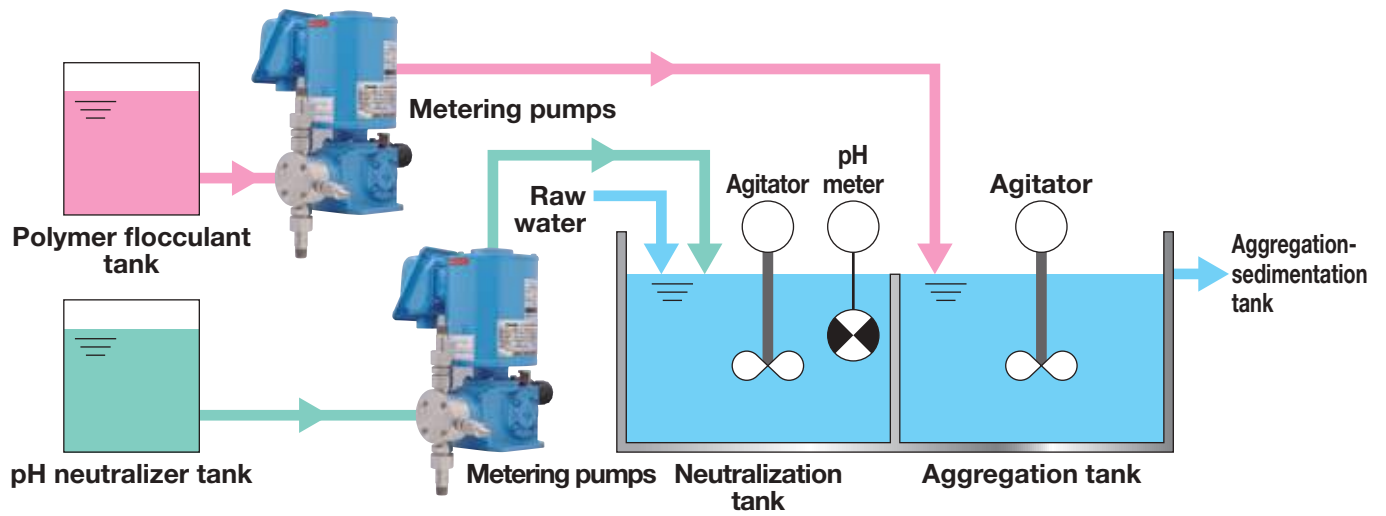 Metering pumps
Polymer flocculant
tank
Raw
water
Agitator
pH
meter
Agitator
Aggregation-
sedimentation
tank
pH neutralizer tank
Metering pumps
Neutralization
tank
Aggregation tank